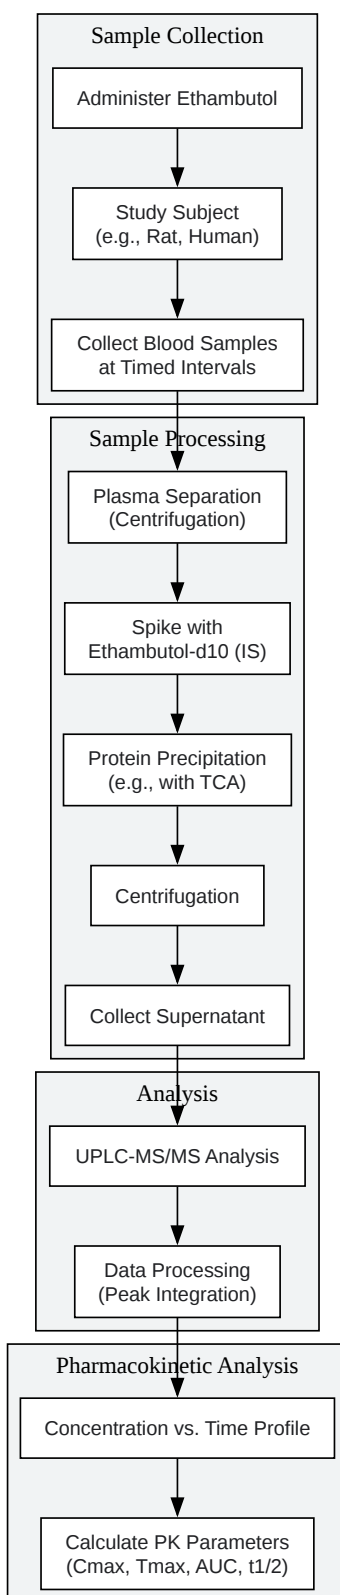 Sample Collection
Administer Ethambutol
Study Subject
(e.g., Rat, Human)
Collect Blood Samples
at Timed Intervals
Sample Processing
Plasma Separation
(Centrifugation)
Spike with
Ethambutol-d10 (IS)
Protein Precipitation
(e.g., with TCA)
Centrifugation
Collect Supernatant
Analysis
UPLC-MS/MS Analysis
Data Processing
(Peak Integration)
Pharmacokinetic Analysis
Concentration vs. Time Profile
Calculate PK Parameters
(Cmax, Tmax, AUC, t1/2)